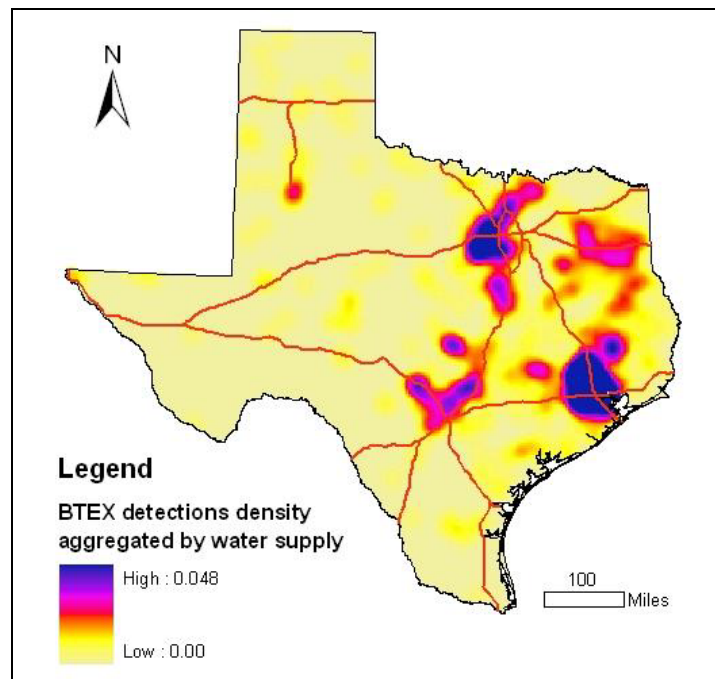 N
Legend
BTEX detections density
aggregated by water supply
High : 0.048
Low : 0.00
100
Miles